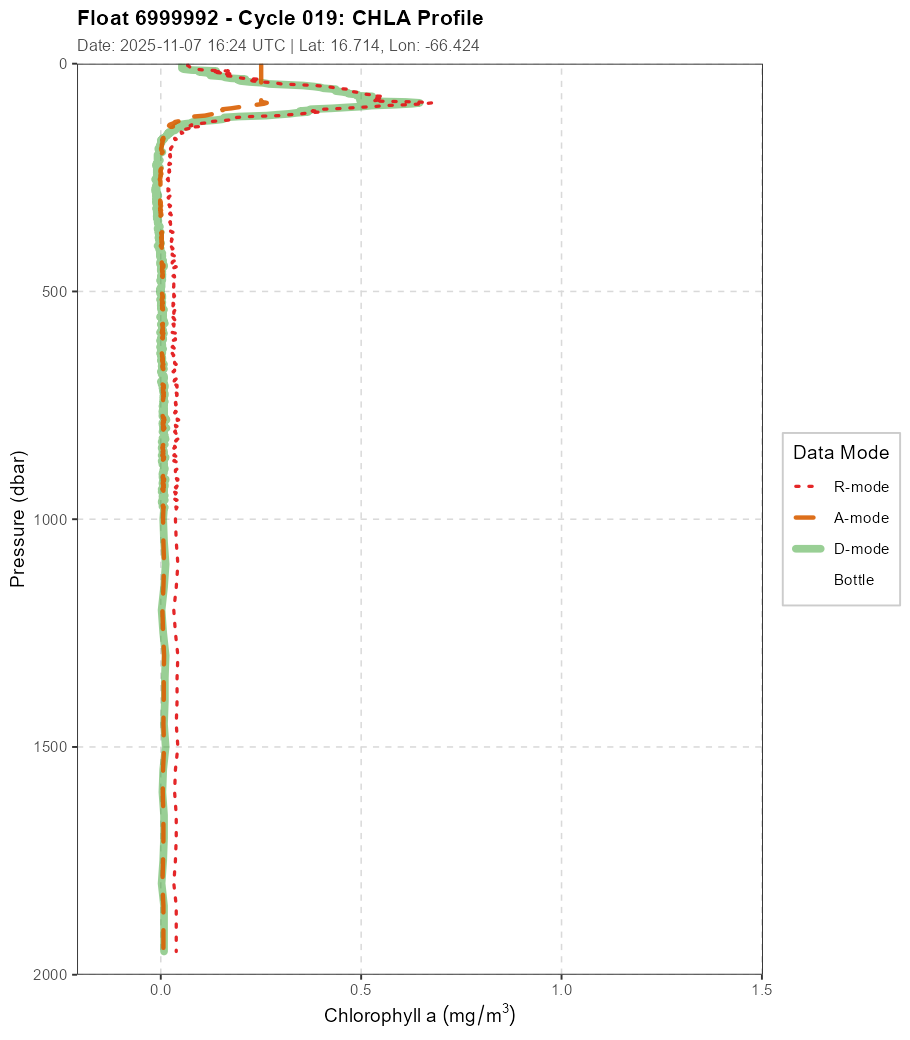 Float 6999992 - Cycle 019: CHLA Profile
Date: 2025-11-07 16:24 UTC | Lat: 16.714, Lon: -66.424
0
500
1000
1500
2000
Pressure (dbar)
0.0
0.5
1.0
1.5
Chlorophyll a (mg/m³)
Data Mode
R-mode
A-mode
D-mode
Bottle